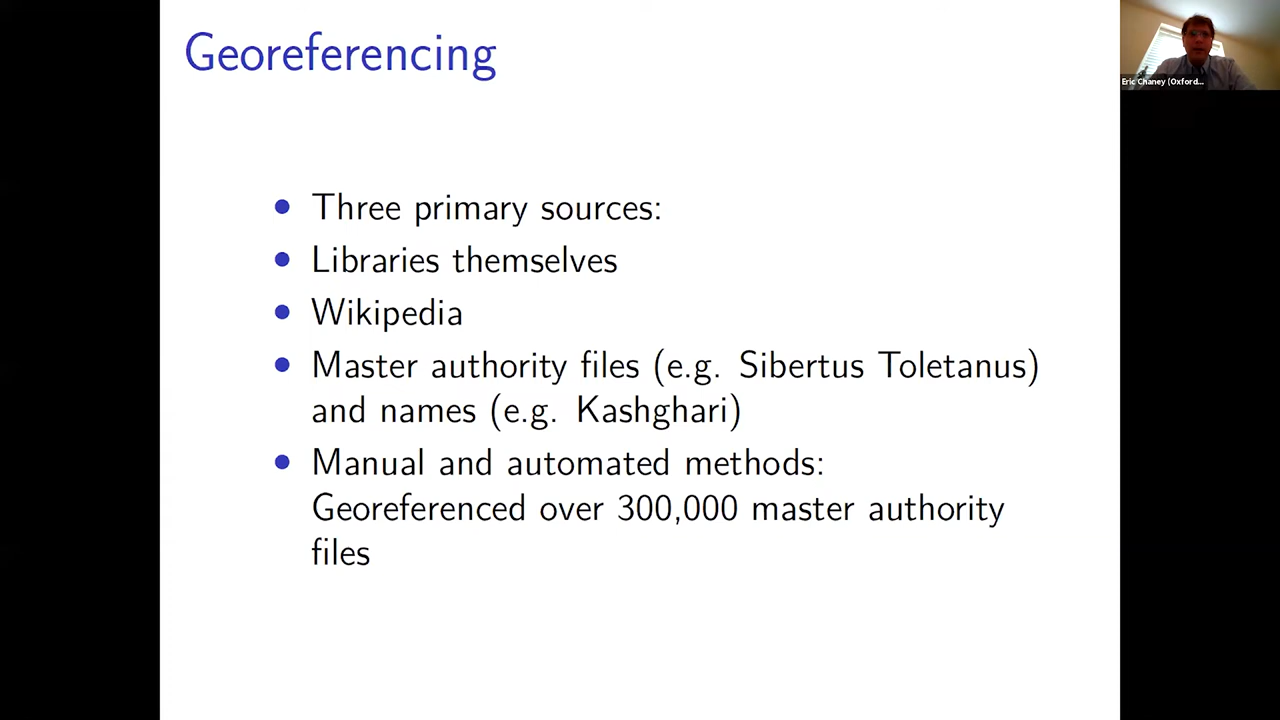 Georeferencing
Eric Chaney (Oxford...
• Three primary sources:
• Libraries themselves
• Wikipedia
• Master authority files (e.g. Sibertus Toletanus)
and names (e.g. Kashghari)
• Manual and automated methods:
Georeferenced over 300,000 master authority
files